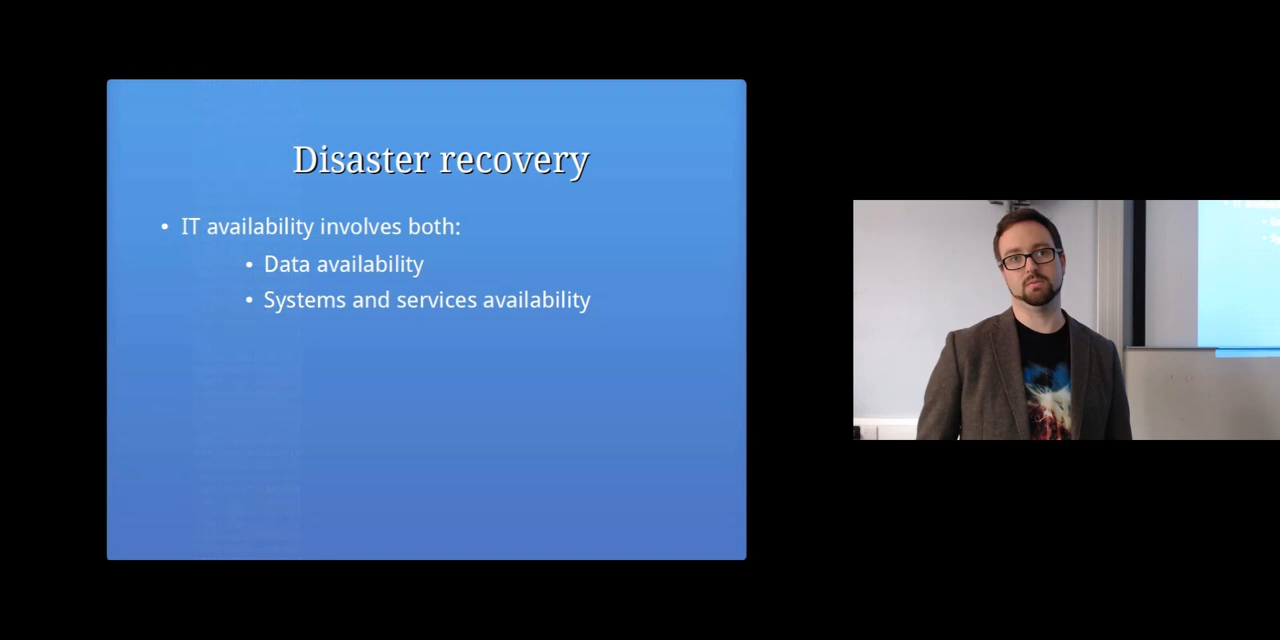 Disaster recovery
• IT availability involves both:
• Data availability
• Systems and services availability